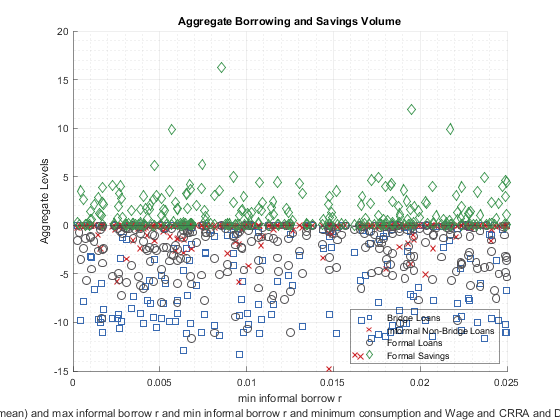 Aggregate Borrowing and Savings Volume
20
15
10
5
0
-5
-10
-15
Aggregate Levels
Bridge Loans
Informal Non-Bridge Loans
Formal Loans
Formal Savings
0
0.005
0.01
0.015
0.02
0.025
min informal borrow r
mean) and max informal borrow r and min informal borrow r and minimum consumption and Wage and CRRA and D